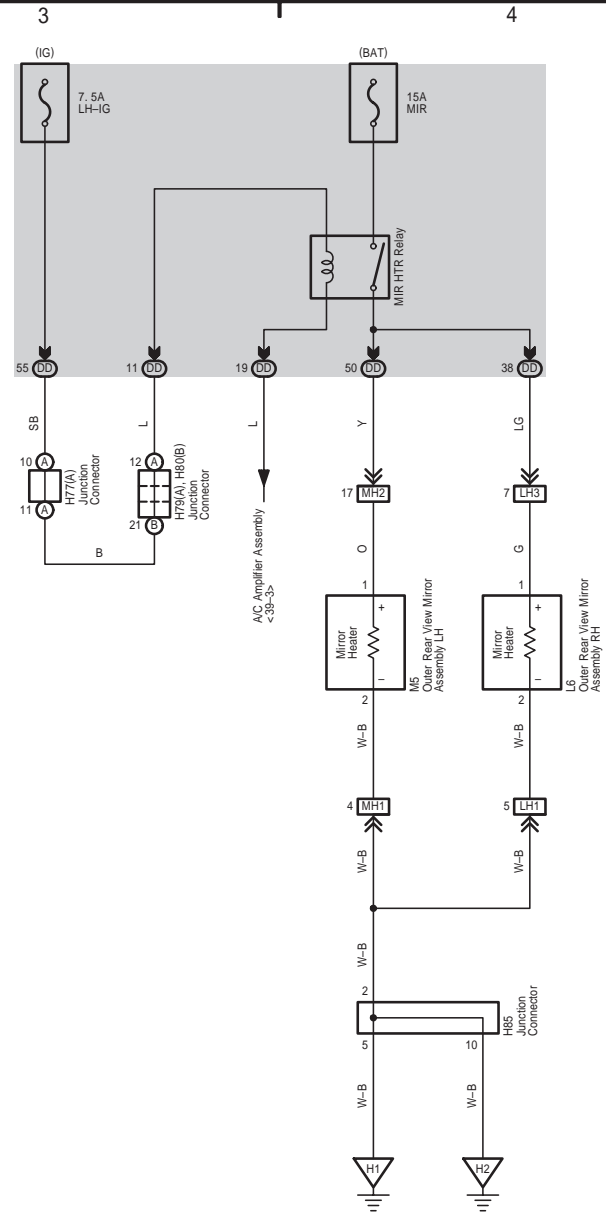 3
4
(IG)
(BAT)
7. 5A
LH–IG
15A
MIR
MIR HTR Relay
55 DD
11 DD
19 DD
50 DD
38 DD
SB
L
L
Y
LG
10 A
H77(A)
Junction
Connector
11 A
12 A
H79(A), H80(B)
Junction
Connector
21 B
B
A/C Amplifier Assembly
<39–3>
17 MH2
7 LH3
O
G
1
1
+
Mirror
Heater
–
M5
Outer Rear View Mirror
Assembly LH
+
Mirror
Heater
–
L6
Outer Rear View Mirror
Assembly RH
2
2
W–B
W–B
4 MH1
5 LH1
W–B
W–B
W–B
2
H85
Junction
Connector
5
10
W–B
W–B
H1
H2